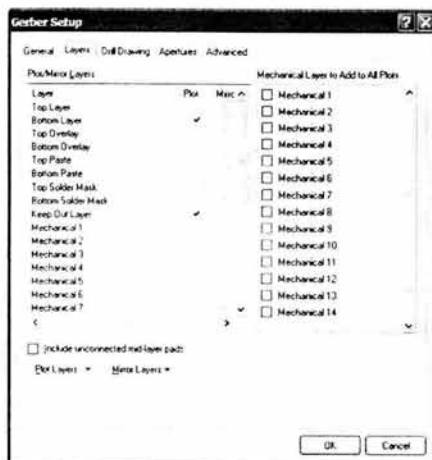 Gerber Setup
General Layers Drill Drawing Apertures Advanced
Plot/Mirror Layers
Layer Plot
Top Layer
Bottom Layer
Top Overlay
Bottom Overlay
Top Paste
Bottom Paste
Top Solder Mask
Bottom Solder Mask
Keep Out Layer
Mechanical 1
Mechanical 2
Mechanical 3
Mechanical 4
Mechanical 5
Mechanical 6
Mechanical 7
Include unconnected mid-layer pads
Plot Layers Mirror Layers
Mechanical Layer to Add to All Plots
Mechanical 1
Mechanical 2
Mechanical 3
Mechanical 4
Mechanical 5
Mechanical 6
Mechanical 7
Mechanical 8
Mechanical 9
Mechanical 10
Mechanical 11
Mechanical 12
Mechanical 13
Mechanical 14
OK Cancel